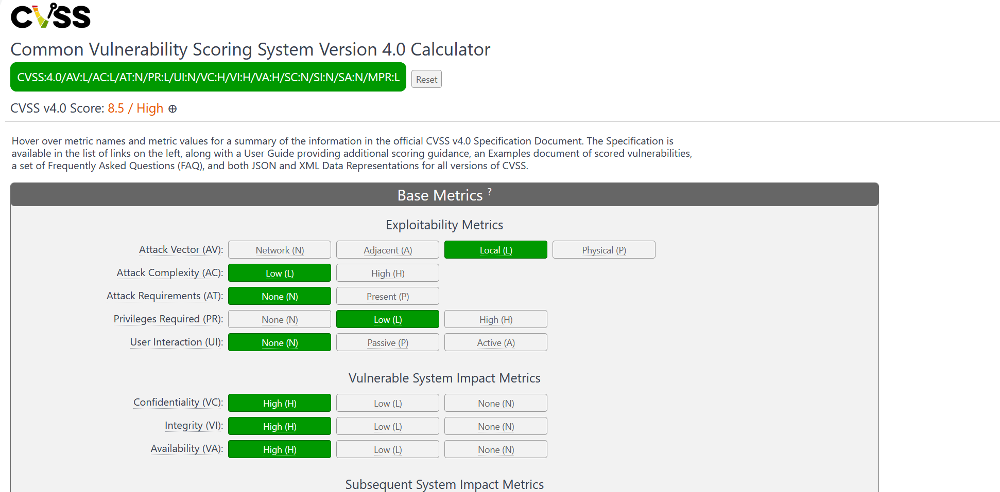 CVSS
Common Vulnerability Scoring System Version 4.0 Calculator
CVSS:4.0/AV:L/AC:L/AT:N/PR:L/UI:N/VC:H/VI:H/VA:H/SC:N/SI:N/SA:N/MPR:L Reset
CVSS v4.0 Score: 8.5 / High ⊕
Hover over metric names and metric values for a summary of the information in the official CVSS v4.0 Specification Document. The Specification is
available in the list of links on the left, along with a User Guide providing additional scoring guidance, an Examples document of scored vulnerabilities,
a set of Frequently Asked Questions (FAQ), and both JSON and XML Data Representations for all versions of CVSS.
Base Metrics ?
Exploitability Metrics
Attack Vector (AV): Network (N) Adjacent (A) Local (L) Physical (P)
Attack Complexity (AC): Low (L) High (H)
Attack Requirements (AT): None (N) Present (P)
Privileges Required (PR): None (N) Low (L) High (H)
User Interaction (UI): None (N) Passive (P) Active (A)
Vulnerable System Impact Metrics
Confidentiality (VC): High (H) Low (L) None (N)
Integrity (VI): High (H) Low (L) None (N)
Availability (VA): High (H) Low (L) None (N)
Subsequent System Impact Metrics